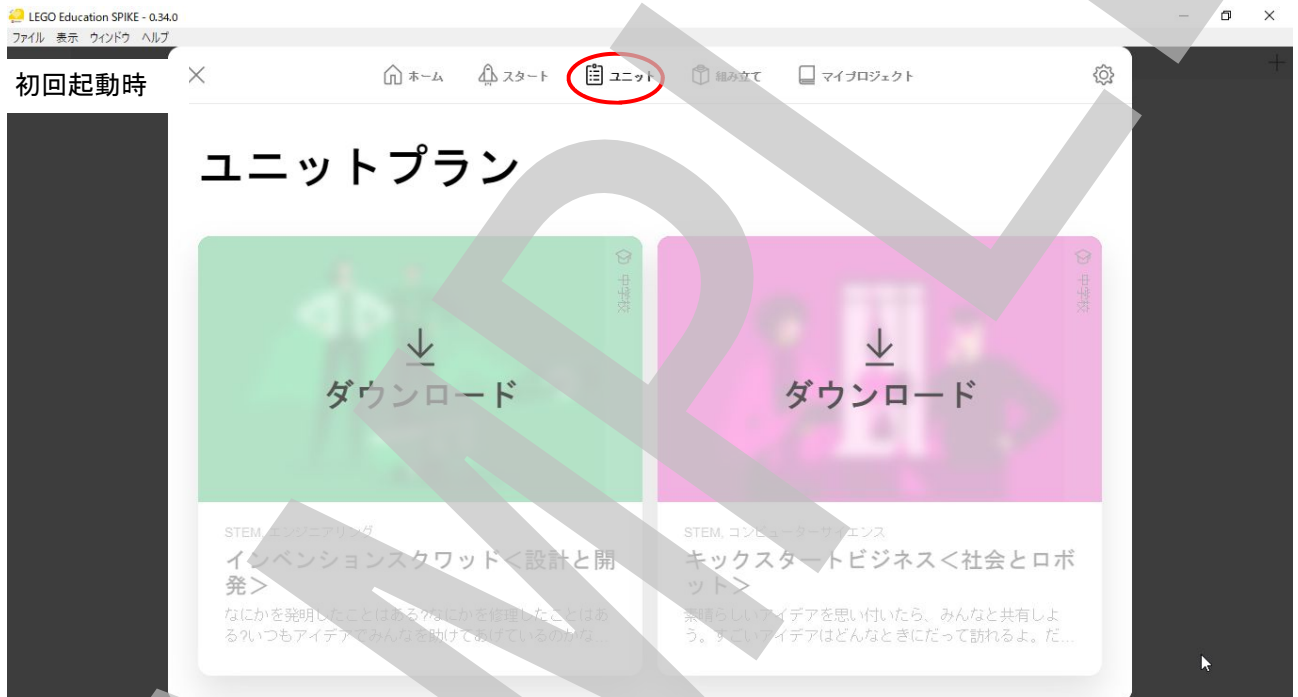 LEGO Education SPIKE - 0.34.0
ファイル 表示 ウィンドウ ヘルプ
初回起動時
ホーム スタート ユニット 組み立て マイプロジェクト
ユニットプラン
中学校
ダウンロード
STEM, エンジニアリング
インベンションスクワッド＜設計と開
発＞
なにかを発明したことはある?なにかを修理したことはあ
る?いつもアイデアでみんなを助けてあげているのかな...
中学校
ダウンロード
STEM, コンピューターサイエンス
キックスタートビジネス＜社会とロボ
ット＞
素晴らしいアイデアを思い付いたら、みんなと共有しよ
う。すごいアイデアはどんなときにだって訪れるよ。だ...